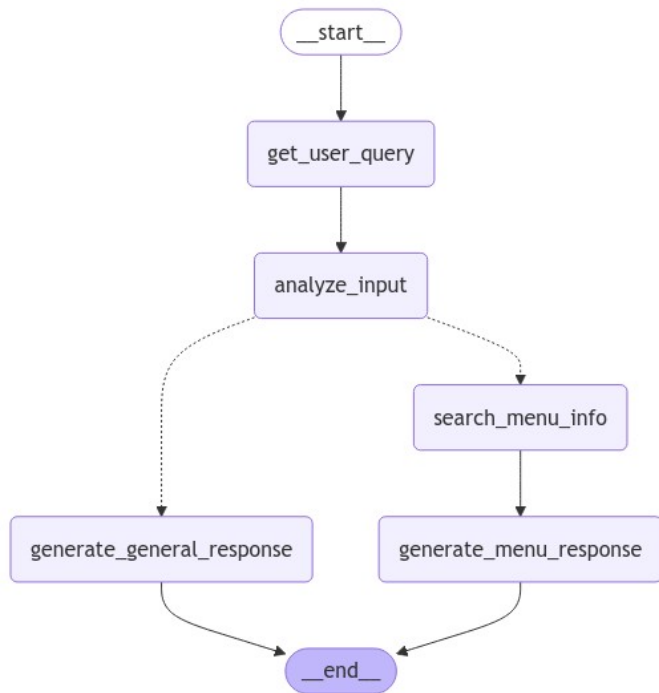 __start__
get_user_query
analyze_input
search_menu_info
generate_general_response
generate_menu_response
__end__